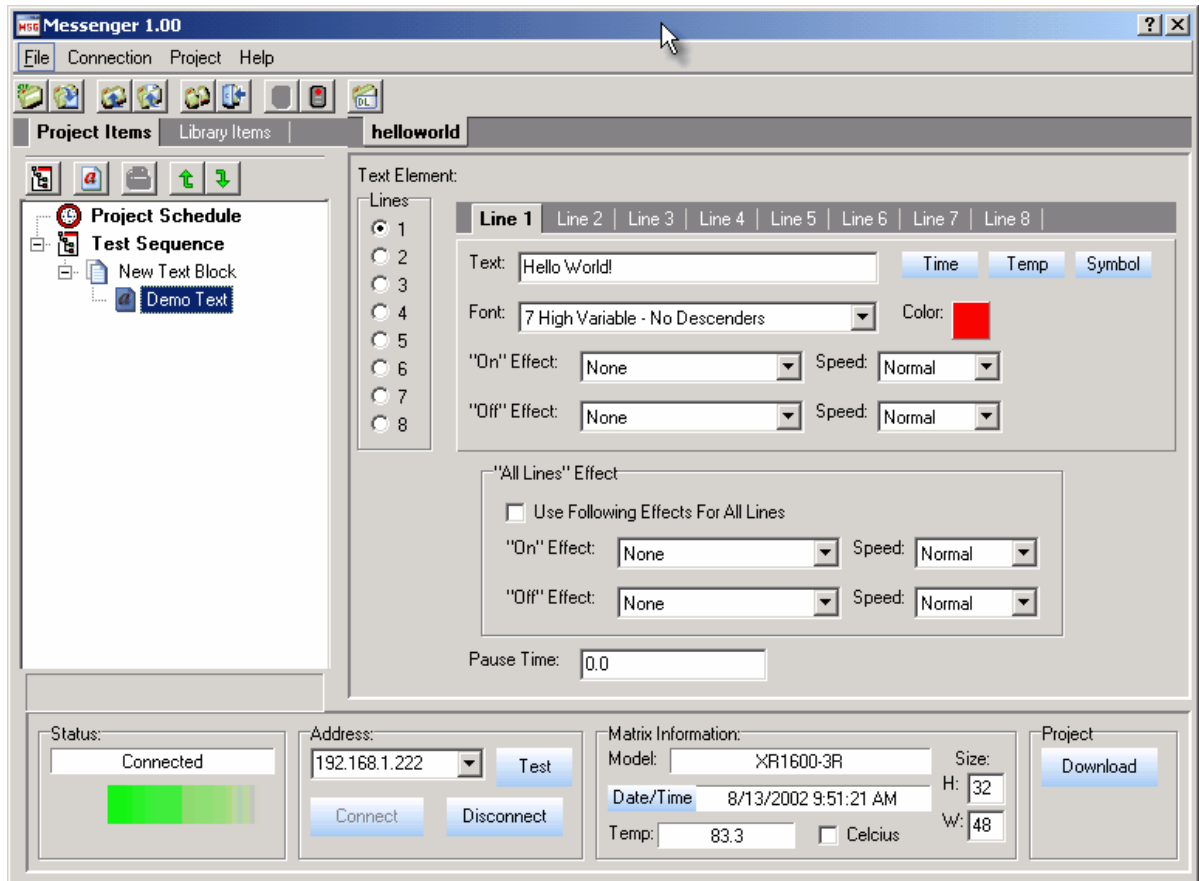 MSG Messenger 1.00
File Connection Project Help
DL
Project Items Library Items
helloworld
Project Schedule
Test Sequence
New Text Block
a Demo Text
Text Element:
Lines
1
2
3
4
5
6
7
8
Line 1 Line 2 Line 3 Line 4 Line 5 Line 6 Line 7 Line 8
Text: Hello World! Time Temp Symbol
Font: 7 High Variable - No Descenders Color:
"On" Effect: None Speed: Normal
"Off" Effect: None Speed: Normal
"All Lines" Effect
Use Following Effects For All Lines
"On" Effect: None Speed: Normal
"Off" Effect: None Speed: Normal
Pause Time: 0.0
Status:
Connected
Address:
192.168.1.222 Test
Connect Disconnect
Matrix Information:
Model: XR1600-3R
Date/Time 8/13/2002 9:51:21 AM
Temp: 83.3 Celcius
Size:
H: 32
W: 48
Project
Download